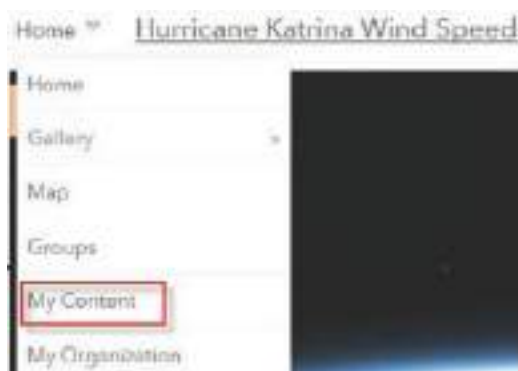 Home Hurricane Katrina Wind Speed
Home
Gallery
Map
Groups
My Content
My Organization